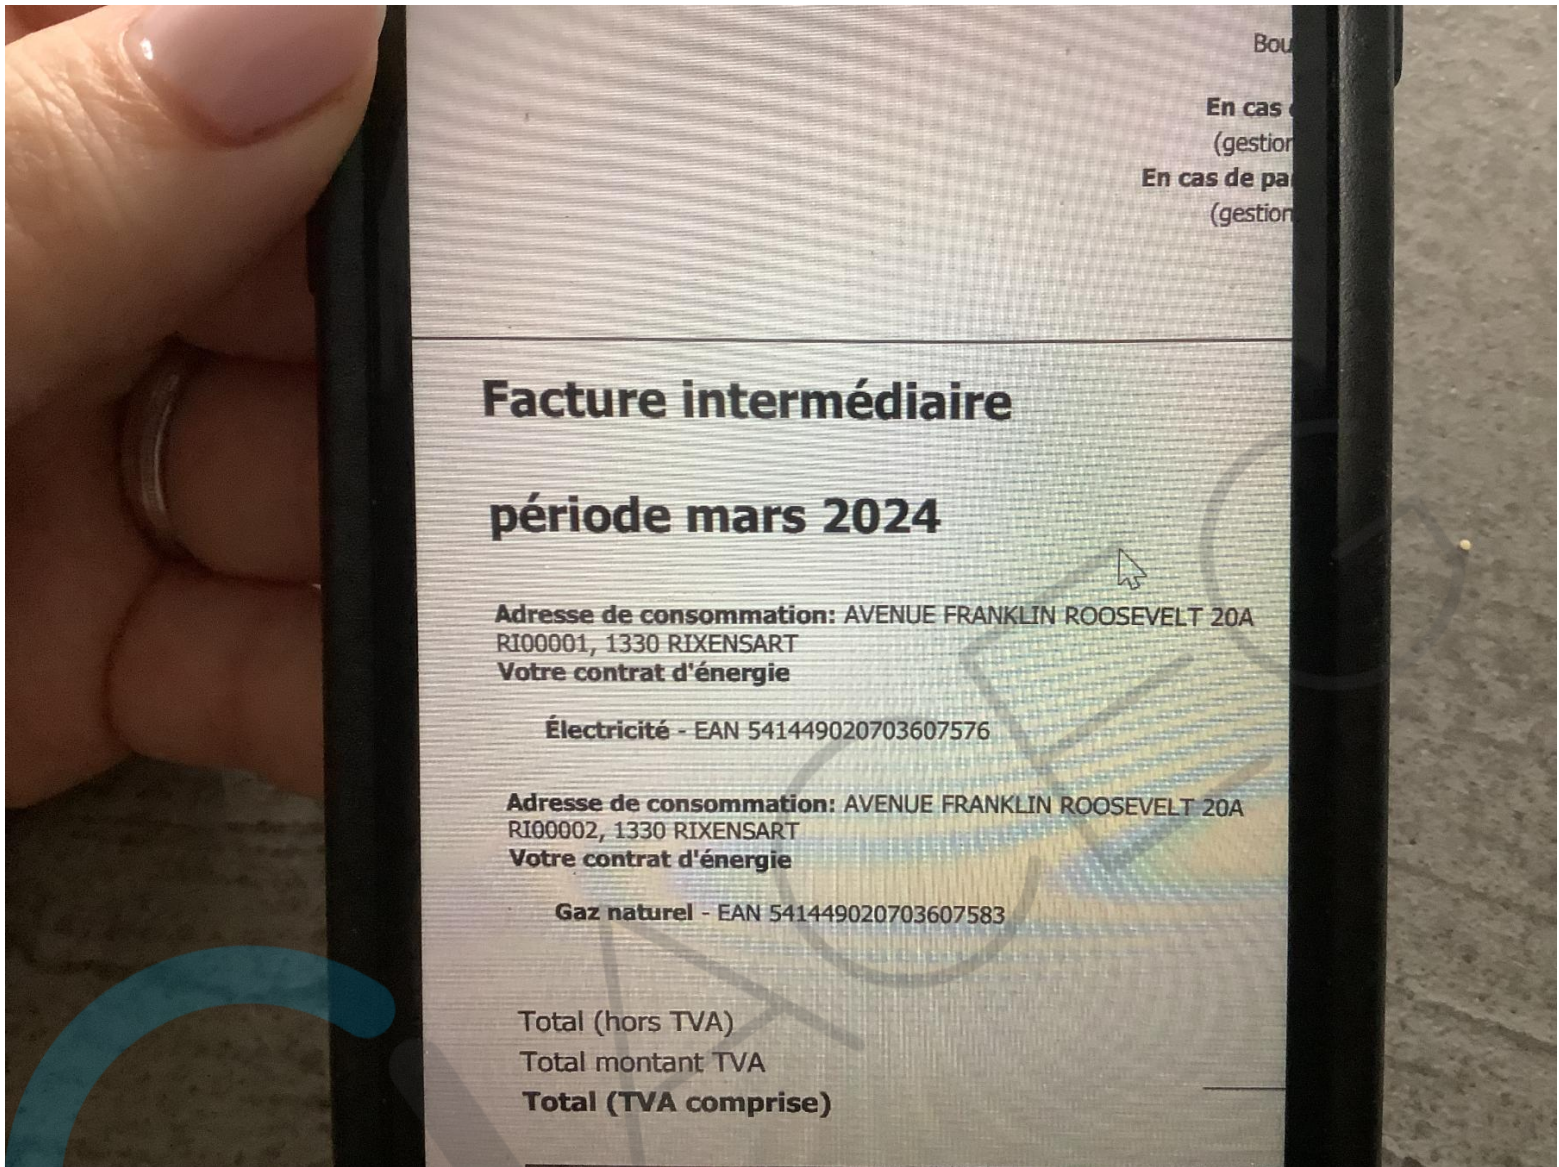 Bou
En cas
(gestion
En cas de pa
(gestion
Facture intermédiaire
période mars 2024
Adresse de consommation: AVENUE FRANKLIN ROOSEVELT 20A
RI00001, 1330 RIXENSART
Votre contrat d'énergie
Électricité - EAN 541449020703607576
Adresse de consommation: AVENUE FRANKLIN ROOSEVELT 20A
RI00002, 1330 RIXENSART
Votre contrat d'énergie
Gaz naturel - EAN 541449020703607583
Total (hors TVA)
Total montant TVA
Total (TVA comprise)